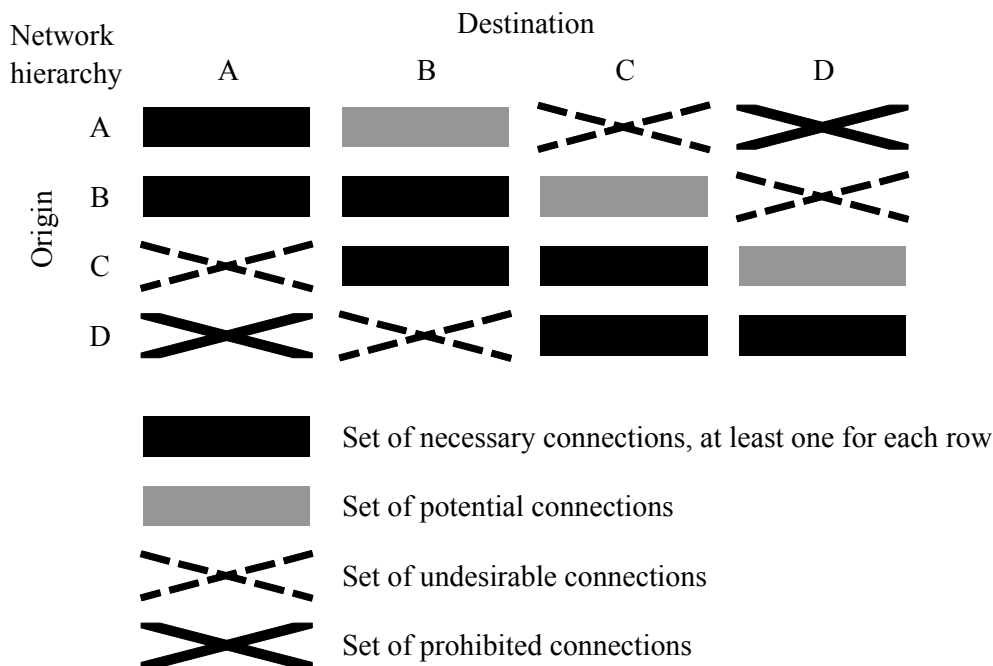 Network
hierarchy
Destination
A B C D
Origin
A
B
C
D
Set of necessary connections, at least one for each row
Set of potential connections
Set of undesirable connections
Set of prohibited connections